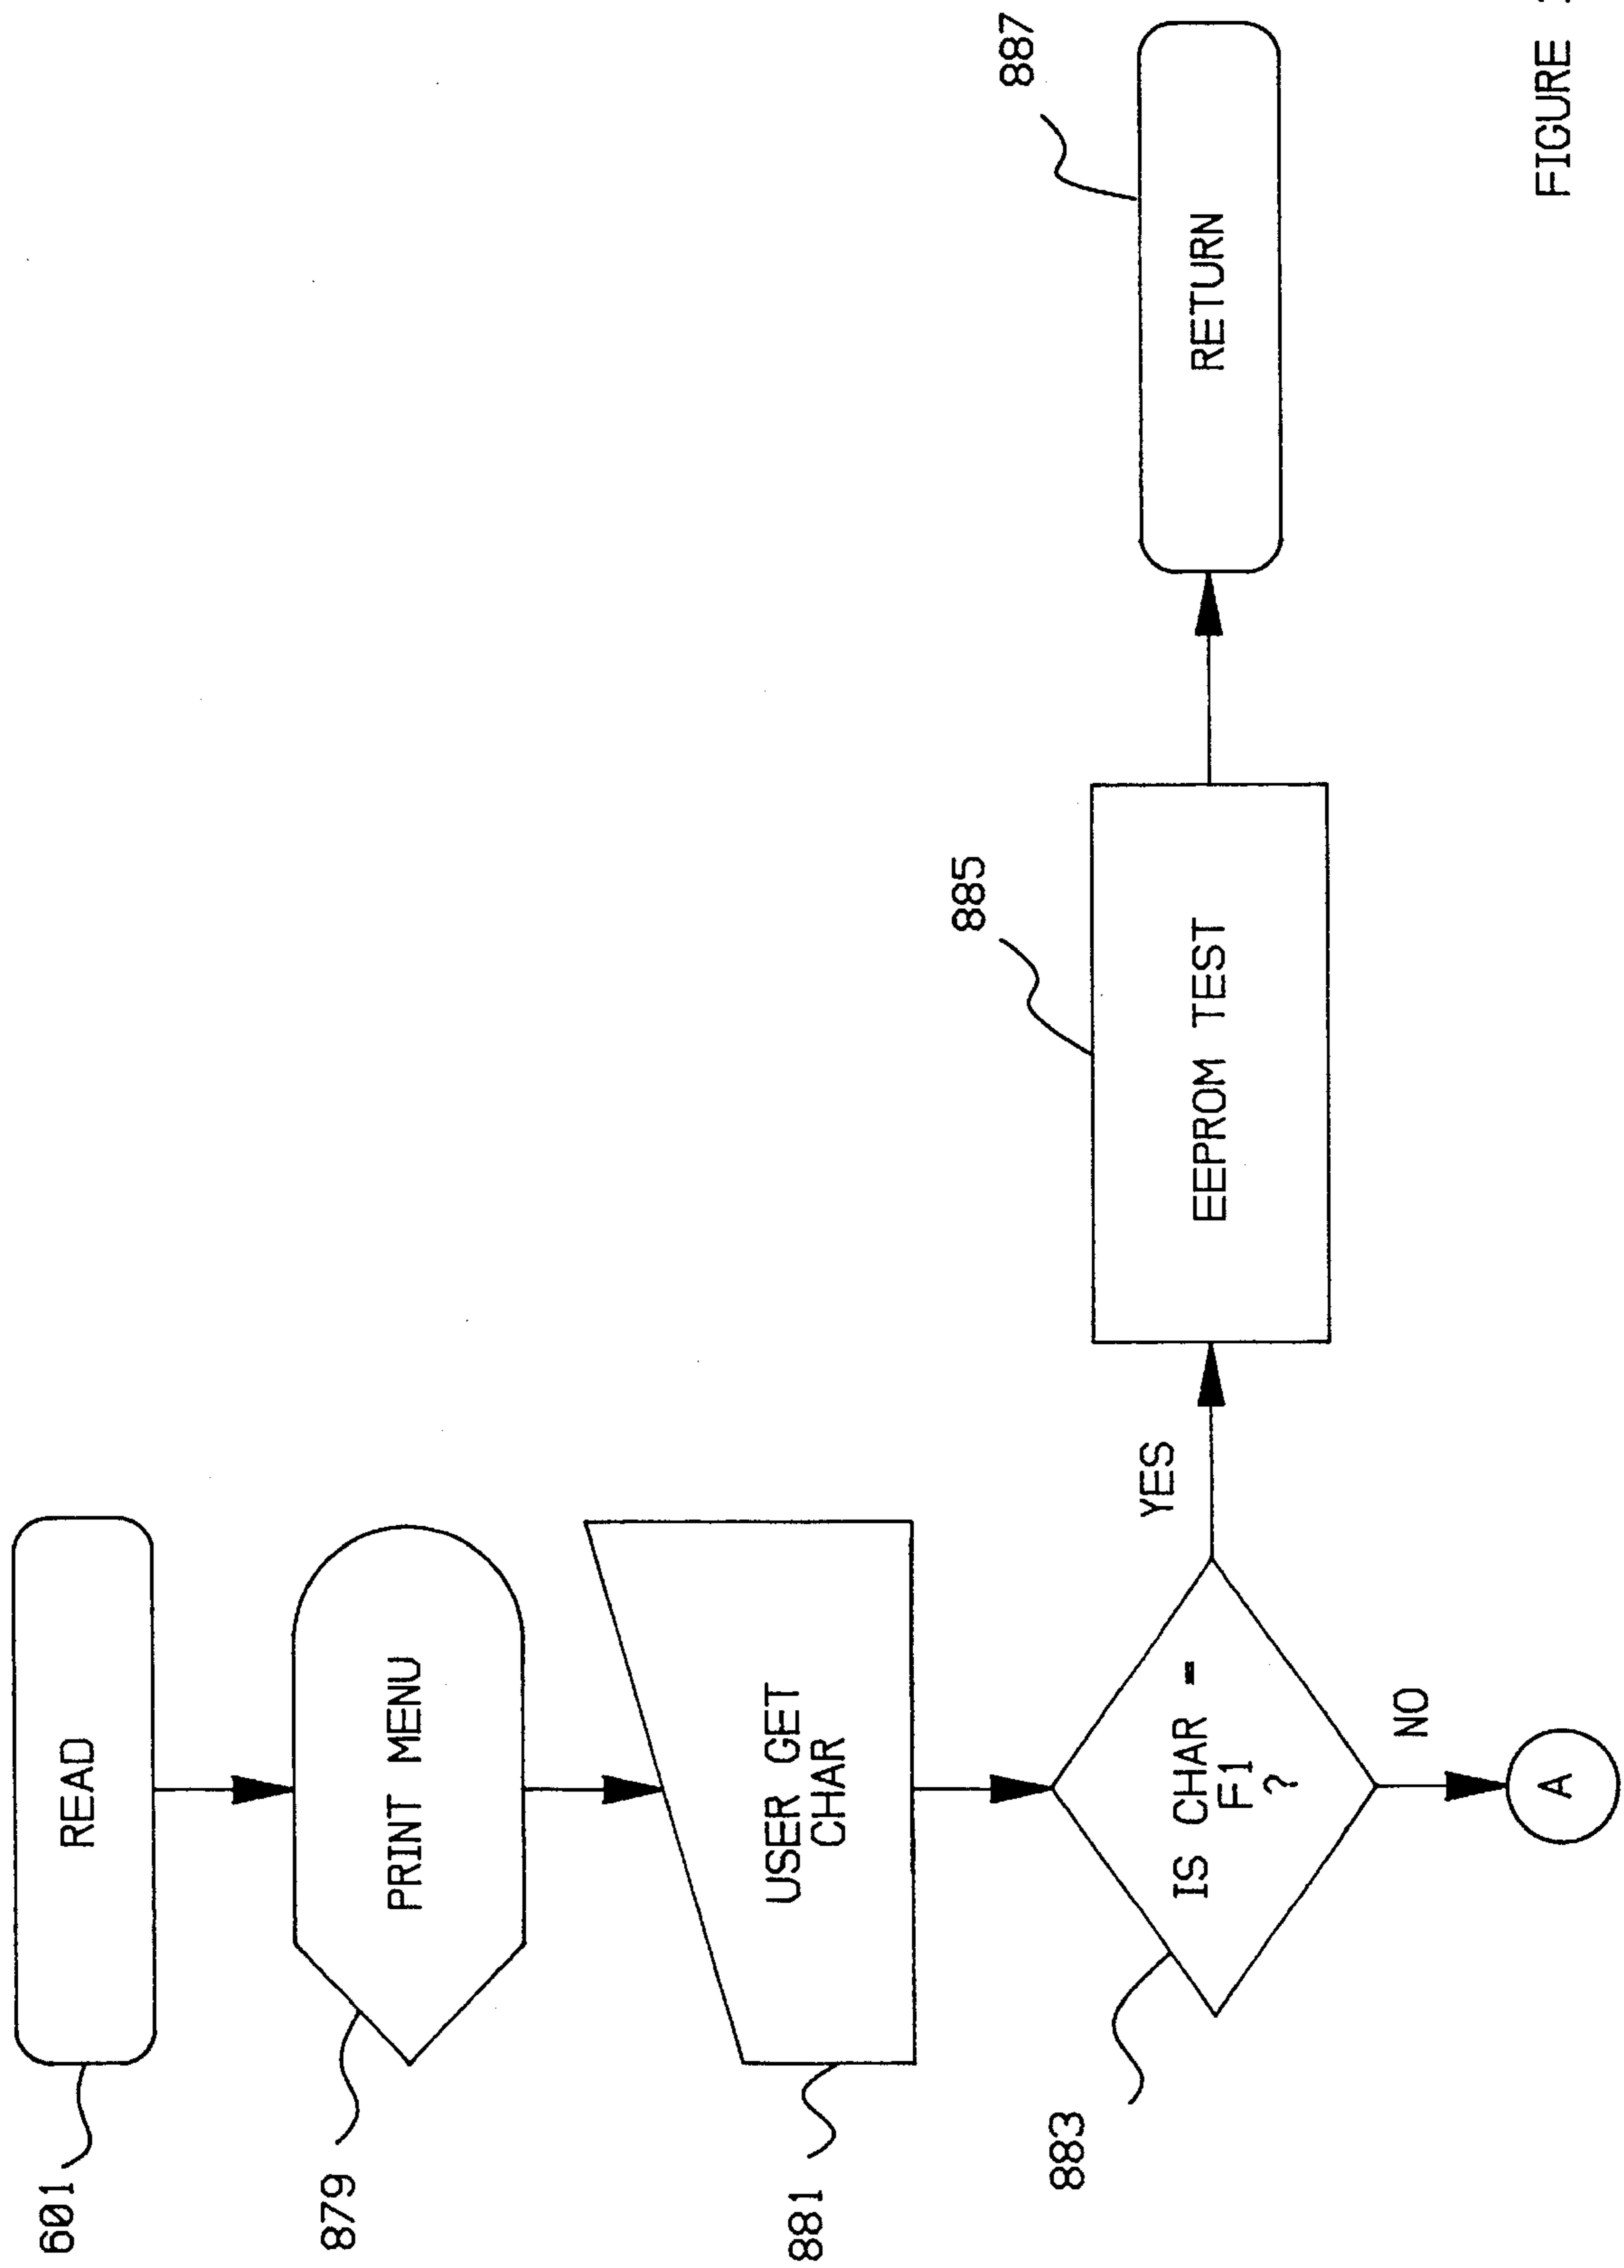 601
READ
879
PRINT MENU
881
USER GET
CHAR
883
IS CHAR =
F1
?
YES
885
EEPROM TEST
887
RETURN
NO
A
FIGURE